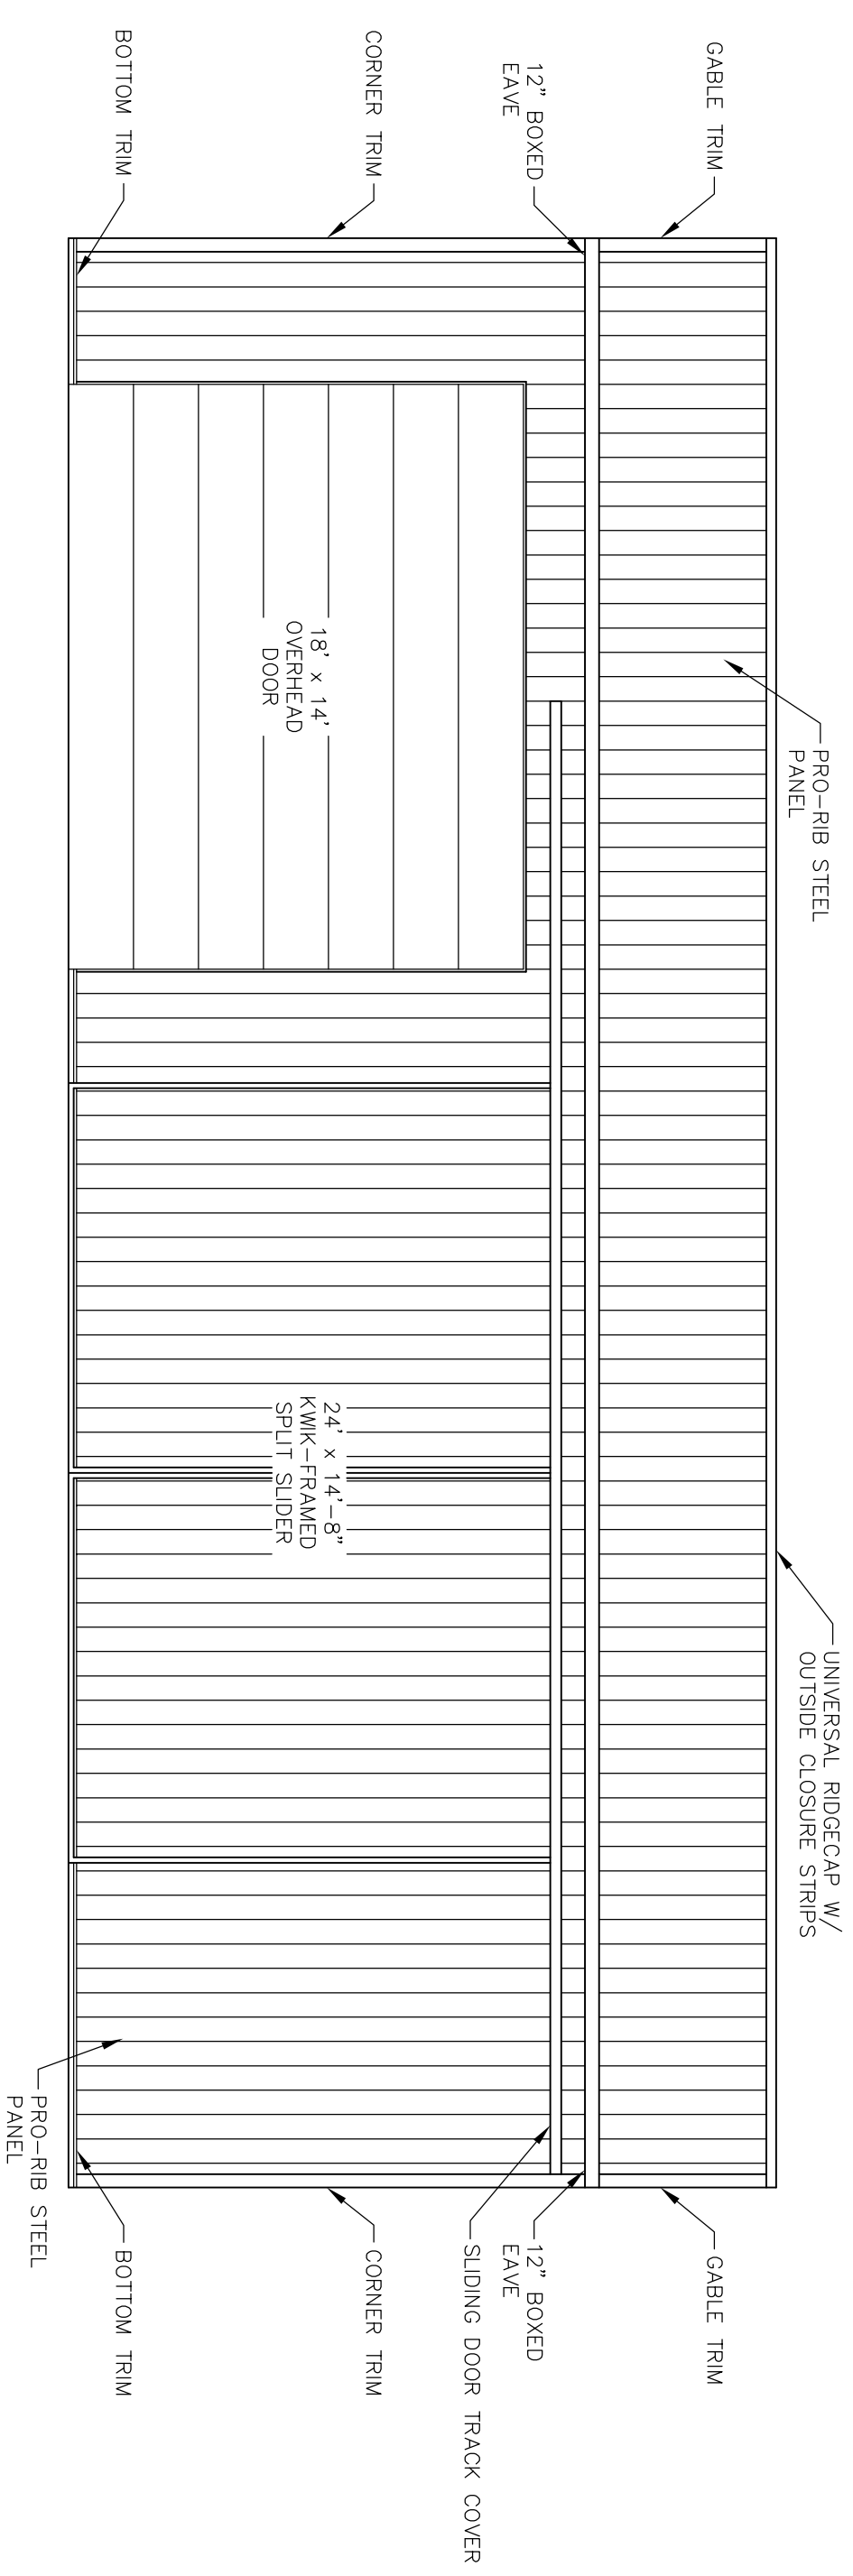 UNIVERSAL RIDGECAP W/
OUTSIDE CLOSURE STRIPS
PRO-RIB STEEL
PANEL
GABLE TRIM
GABLE TRIM
12" BOXED
EAVE
12" BOXED
EAVE
SLIDING DOOR TRACK COVER
CORNER TRIM
CORNER TRIM
18' x 14'
OVERHEAD
DOOR
24' x 14'-8"
KWIK-FRAMED
SPLIT SLIDER
BOTTOM TRIM
BOTTOM TRIM
PRO-RIB STEEL
PANEL